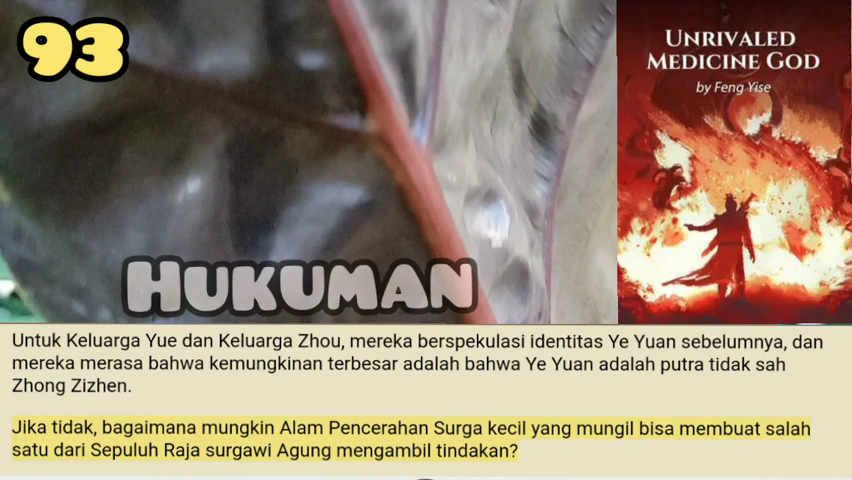 93
UNRIVALED
MEDICINE GOD
by Feng Yise
HUKUMAN
Untuk Keluarga Yue dan Keluarga Zhou, mereka berspekulasi identitas Ye Yuan sebelumnya, dan
mereka merasa bahwa kemungkinan terbesar adalah bahwa Ye Yuan adalah putra tidak sah
Zhong Zizhen.
Jika tidak, bagaimana mungkin Alam Pencerahan Surga kecil yang mungil bisa membuat salah
satu dari Sepuluh Raja surgawi Agung mengambil tindakan?